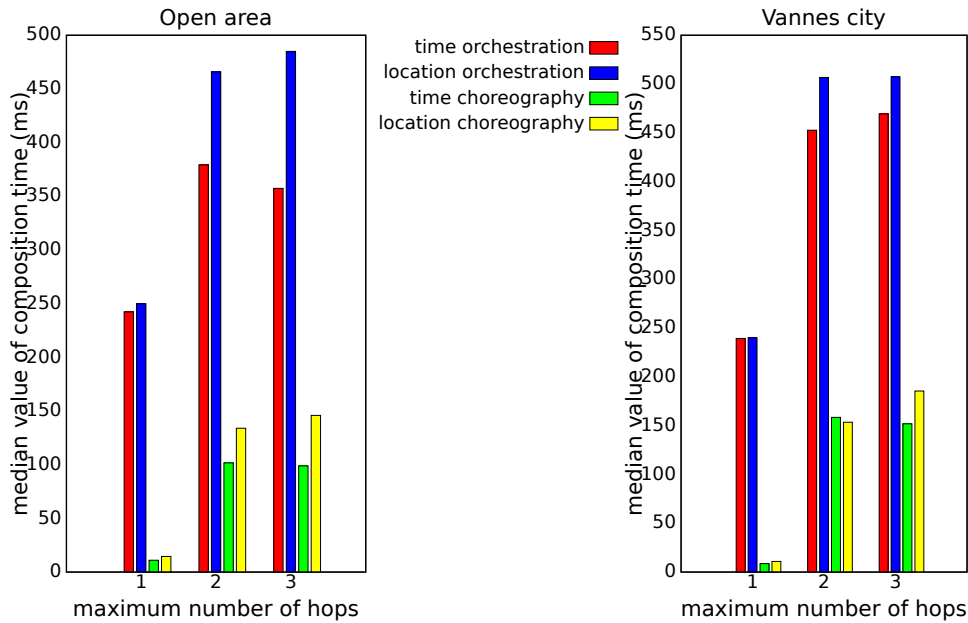 Open area
median value of composition time (ms)
500
450
400
350
300
250
200
150
100
50
0
1 2 3
maximum number of hops
time orchestration
location orchestration
time choreography
location choreography
Vannes city
median value of composition time (ms)
550
500
450
400
350
300
250
200
150
100
50
0
1 2 3
maximum number of hops